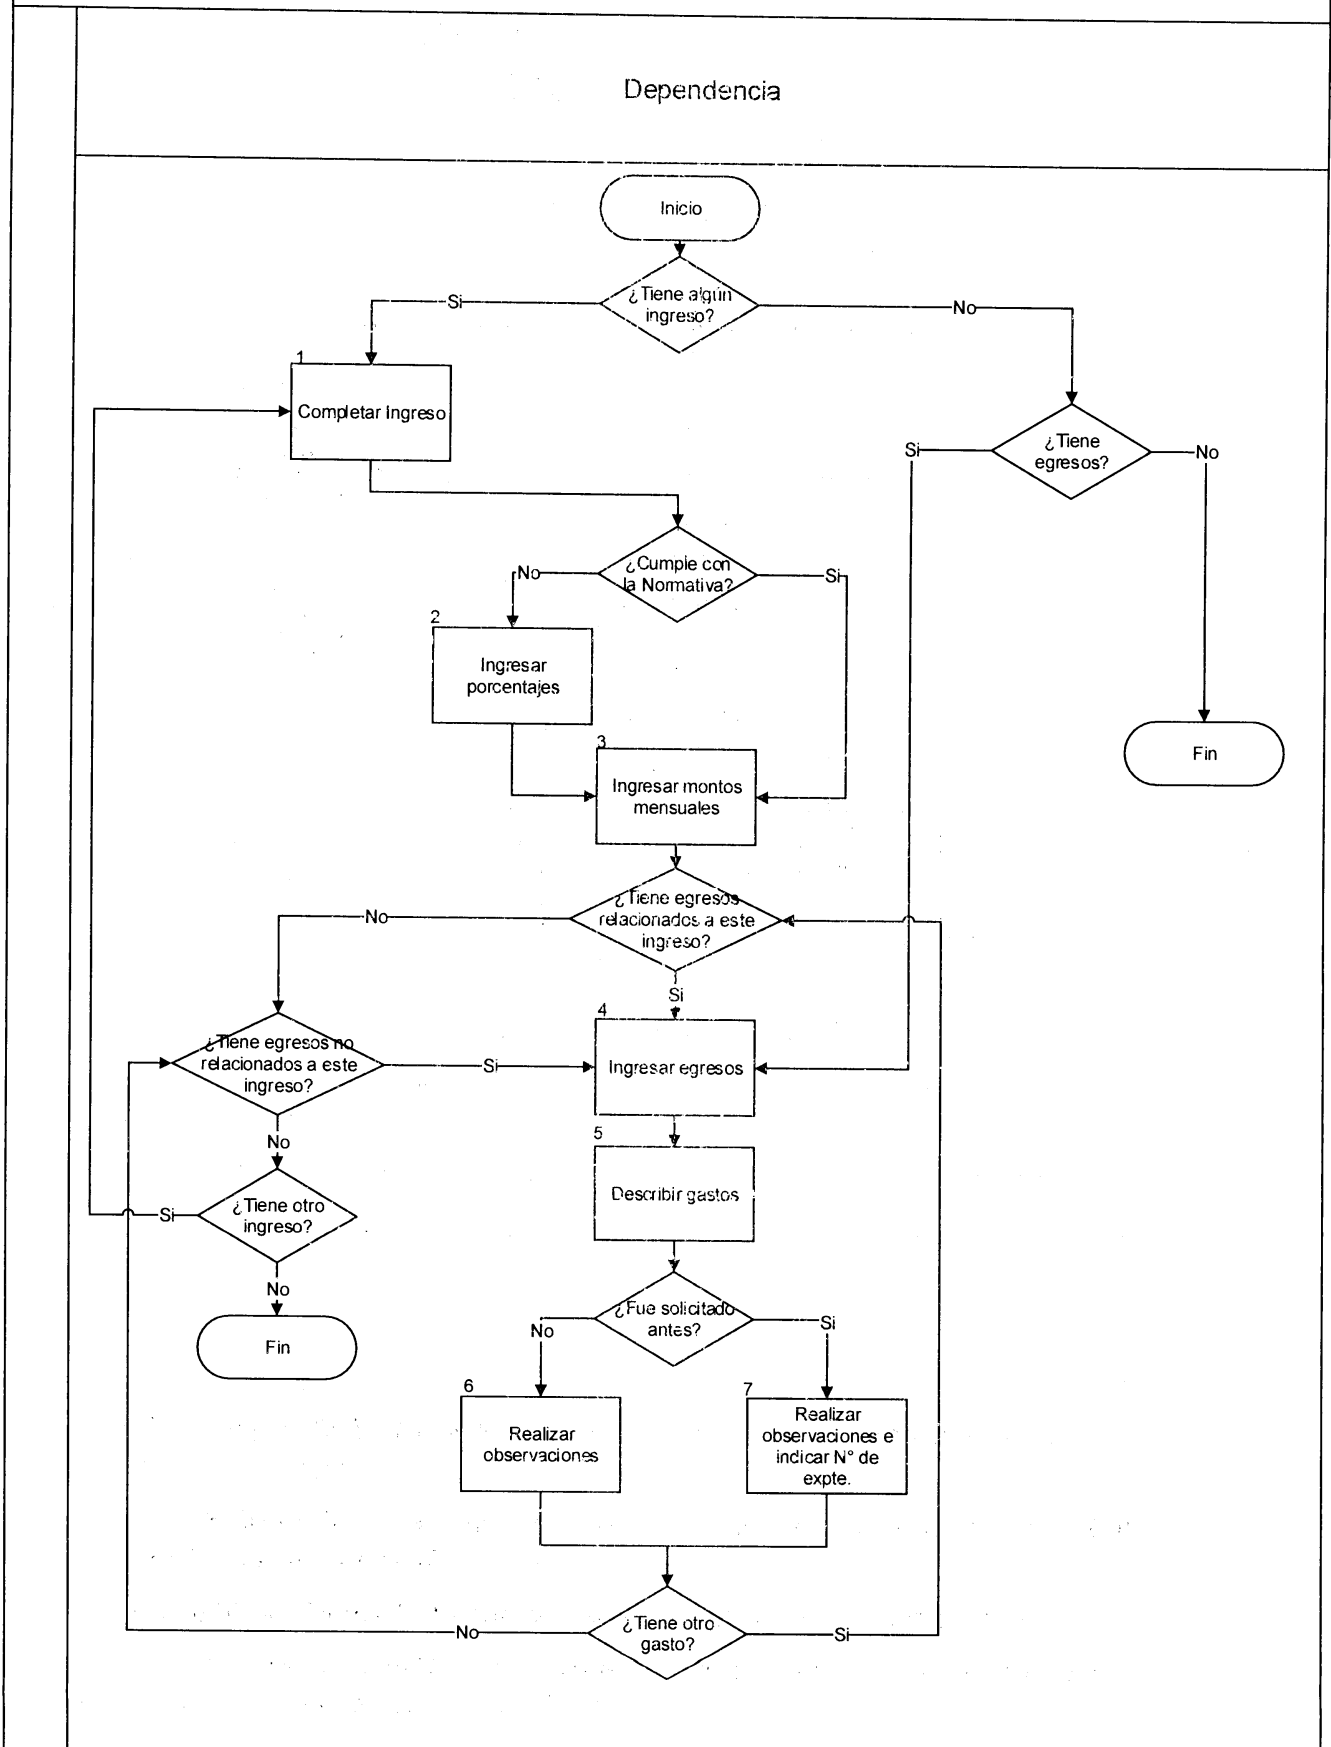 Dependencia
Inicio
¿Tiene algún
ingreso?
Si
No
1
Completar Ingreso
¿Tiene
egresos?
Si
No
¿Cumple con
la Normativa?
No
Si
2
Ingresar
porcentajes
3
Ingresar montos
mensuales
Fin
¿Tiene egresos
relacionados a este
ingreso?
No
Si
4
Ingresar egresos
¿Tiene egresos no
relacionados a este
ingreso?
Si
No
5
Describir gastos
¿Tiene otro
ingreso?
Si
No
Fin
¿Fue solicitado
antes?
No
Si
6
Realizar
observaciones
7
Realizar
observaciones e
indicar N° de
expte.
¿Tiene otro
gasto?
No
Si